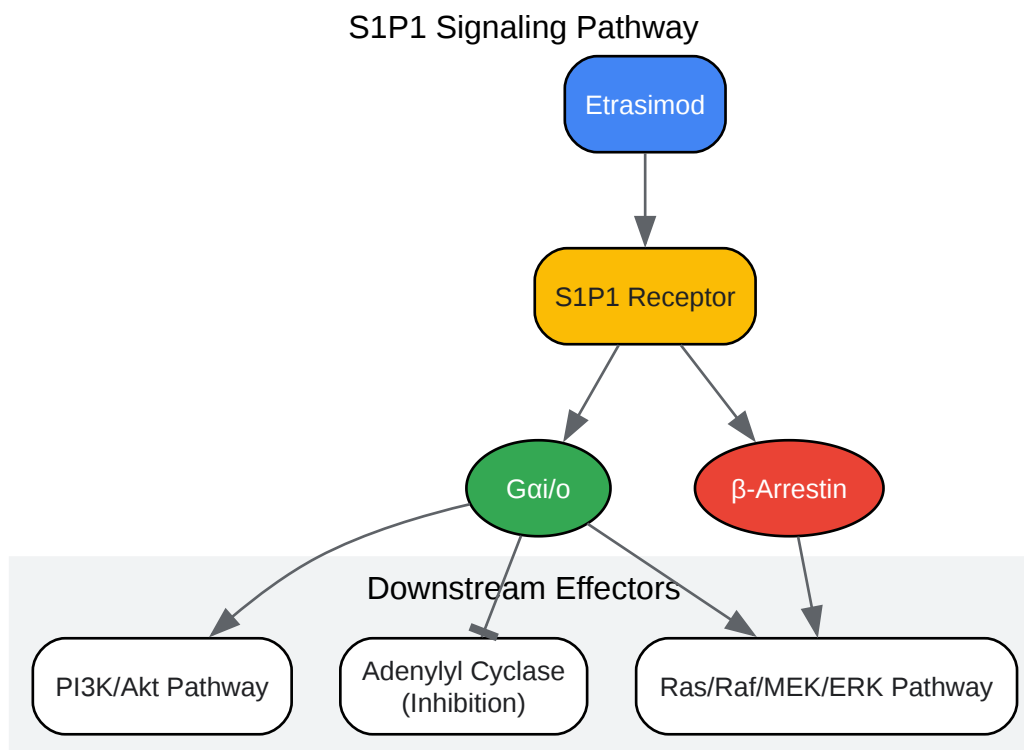 S1P1 Signaling Pathway
Etrasimod
S1P1 Receptor
Gαi/o
β-Arrestin
Downstream Effectors
PI3K/Akt Pathway
Adenylyl Cyclase
(Inhibition)
Ras/Raf/MEK/ERK Pathway